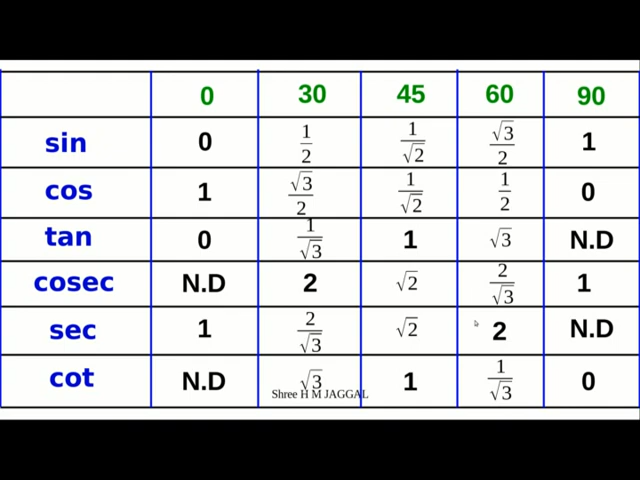 0 30 45 60 90
sin 0 1/2 1/√2 √3/2 1
cos 1 √3/2 1/√2 1/2 0
tan 0 1/√3 1 √3 N.D
cosec N.D 2 √2 2/√3 1
sec 1 2/√3 √2 2 N.D
cot N.D √3 1 1/√3 0
Shree H M JAGGAL